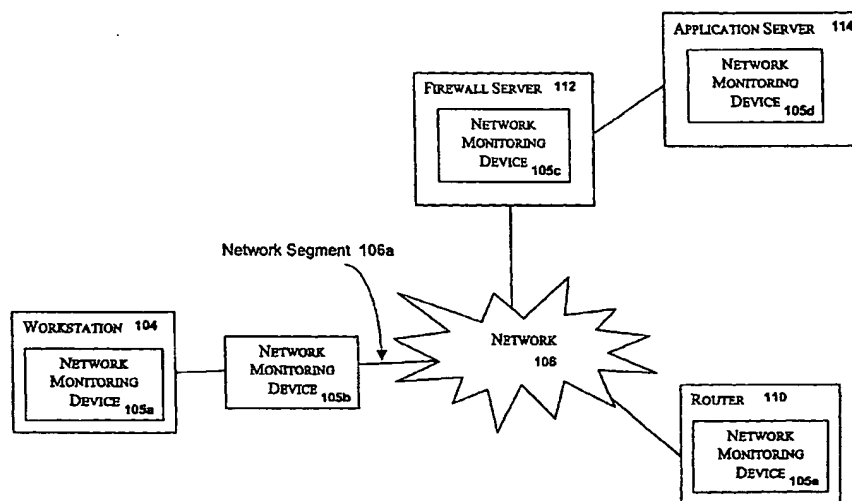 APPLICATION SERVER 114
NETWORK
MONITORING
DEVICE 105d
FIREWALL SERVER 112
NETWORK
MONITORING
DEVICE 105c
Network Segment 106a
WORKSTATION 104
NETWORK
MONITORING
DEVICE 105a
NETWORK
MONITORING
DEVICE 105b
NETWORK
106
ROUTER 110
NETWORK
MONITORING
DEVICE 105e